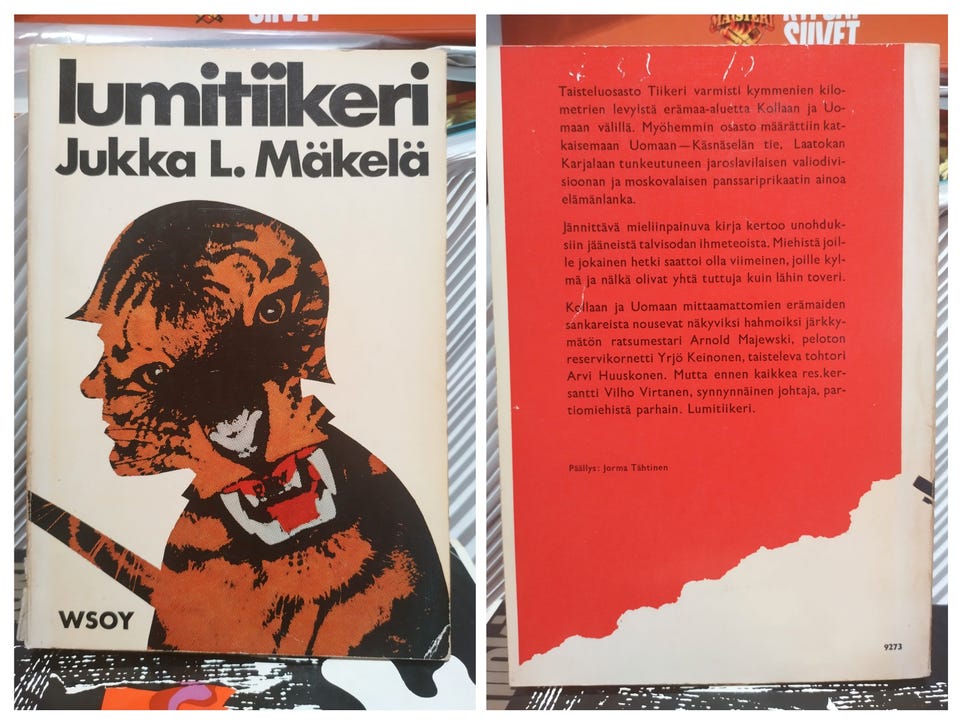 SIIVET
lumitiikeri
Jukka L. Mäkelä
WSOY
MAISTERI
SIIVET
Taisteluosasto Tiikeri varmisti kymmenien kilo-
metrien levyistä erämaa-aluetta Kollaan ja Uo-
maan välillä. Myöhemmin osasto määrättiin kat-
kaisemaan Uomaan—Käsnäselän tie, Laatokan
Karjalaan tunkeutuneen jaroslavilaisen valiodivi-
sioonan ja moskovalaisen panssariprikaatin ainoa
elämänlanka.
Jännittävä mieliinpainuva kirja kertoo unohduk-
siin jääneistä talvisodan ihmeteoista. Miehistä joil-
le jokainen hetki saattoi olla viimeinen, joille kyl-
mä ja nälkä olivat yhtä tuttuja kuin lähin toveri.
Kollaan ja Uomaan mittaamattomien erämaiden
sankareista nousevat näkyviksi hahmoiksi järkky-
mätön ratsumestari Arnold Majewski, peloton
reservikornetti Yrjö Keinonen, taisteleva tohtori
Arvi Huuskonen. Mutta ennen kaikkea res.ker-
santti Vilho Virtanen, synnynnäinen johtaja, par-
tiomiehistä parhain. Lumitiikeri.
Päällys: Jorma Tähtinen
9273